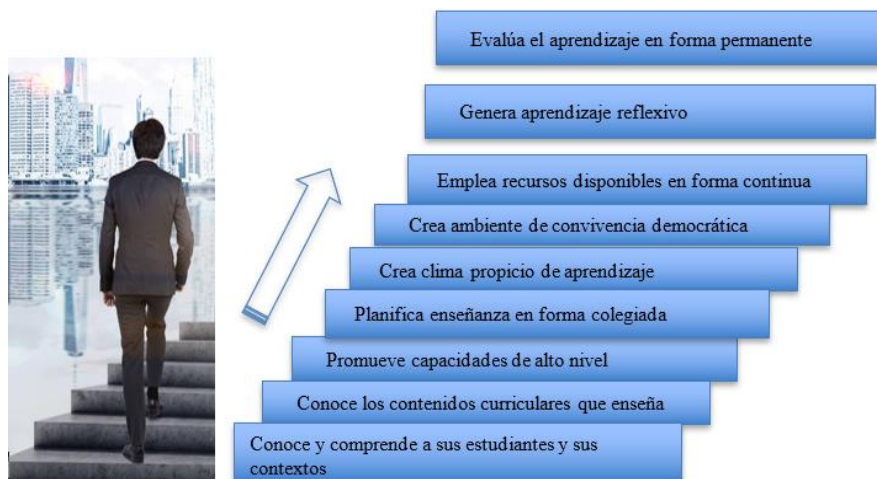 Evalúa el aprendizaje en forma permanente
Genera aprendizaje reflexivo
Emplea recursos disponibles en forma continua
Crea ambiente de convivencia democrática
Crea clima propicio de aprendizaje
Planifica enseñanza en forma colegiada
Promueve capacidades de alto nivel
Conoce los contenidos curriculares que enseña
Conoce y comprende a sus estudiantes y sus
contextos